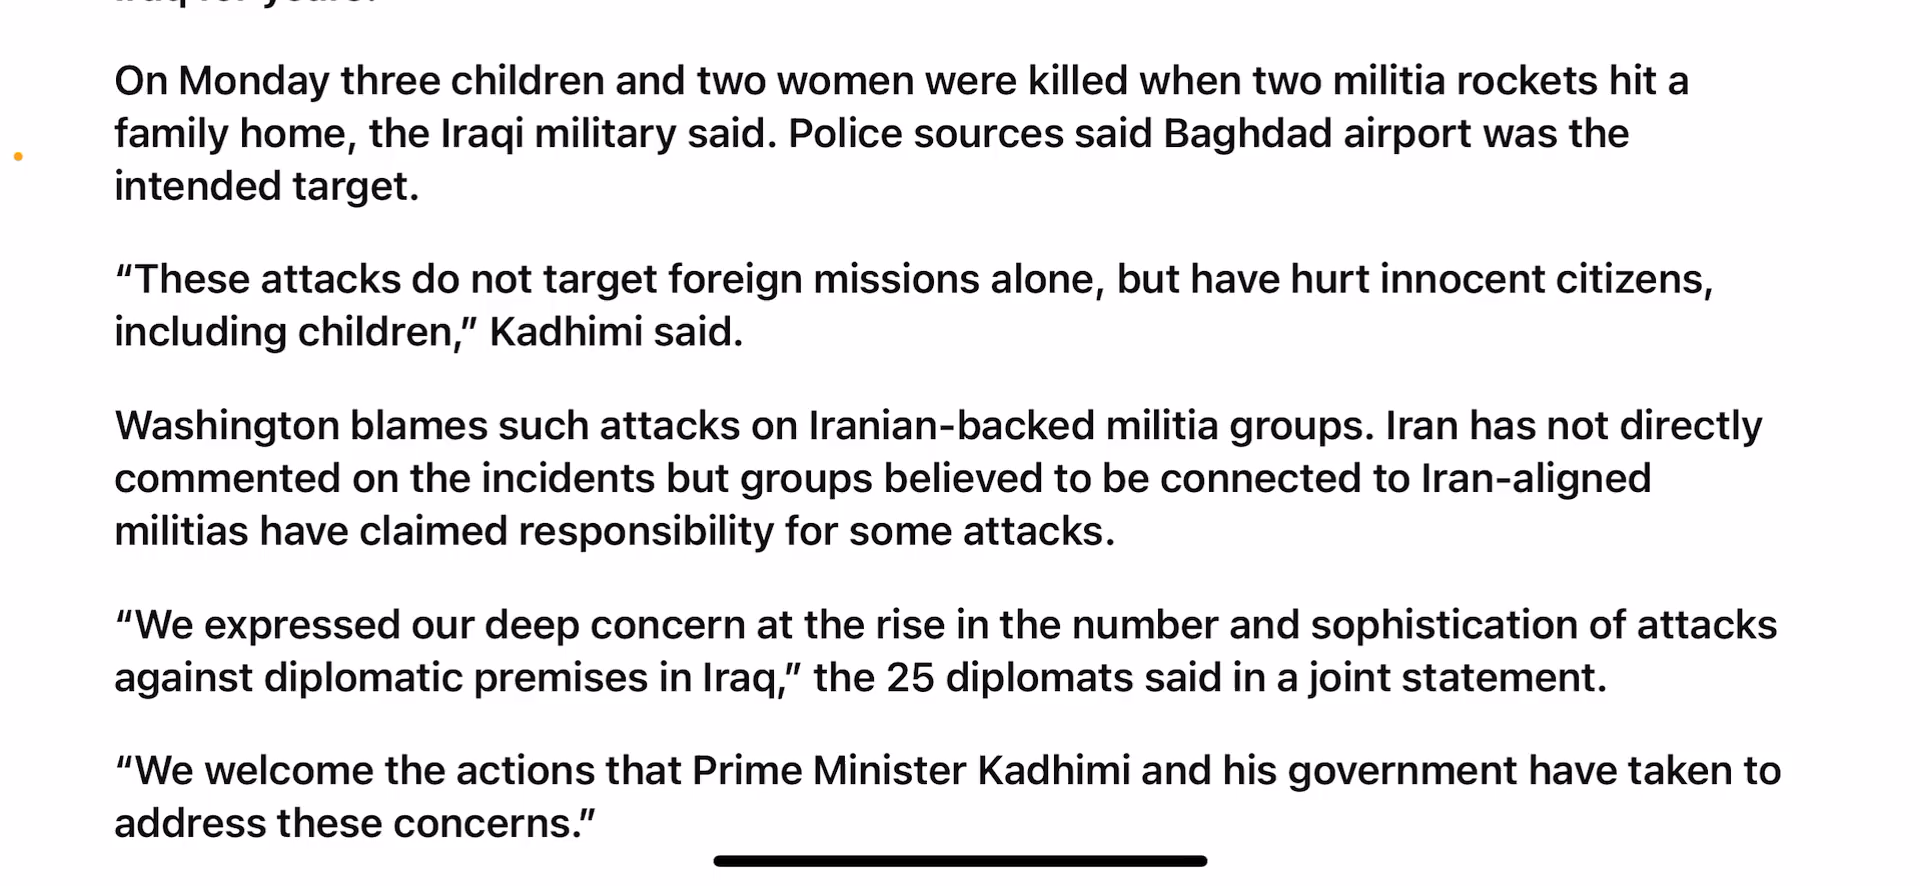 Iraq for years.
On Monday three children and two women were killed when two militia rockets hit a
family home, the Iraqi military said. Police sources said Baghdad airport was the
intended target.
“These attacks do not target foreign missions alone, but have hurt innocent citizens,
including children,” Kadhimi said.
Washington blames such attacks on Iranian-backed militia groups. Iran has not directly
commented on the incidents but groups believed to be connected to Iran-aligned
militias have claimed responsibility for some attacks.
“We expressed our deep concern at the rise in the number and sophistication of attacks
against diplomatic premises in Iraq,” the 25 diplomats said in a joint statement.
“We welcome the actions that Prime Minister Kadhimi and his government have taken to
address these concerns.”